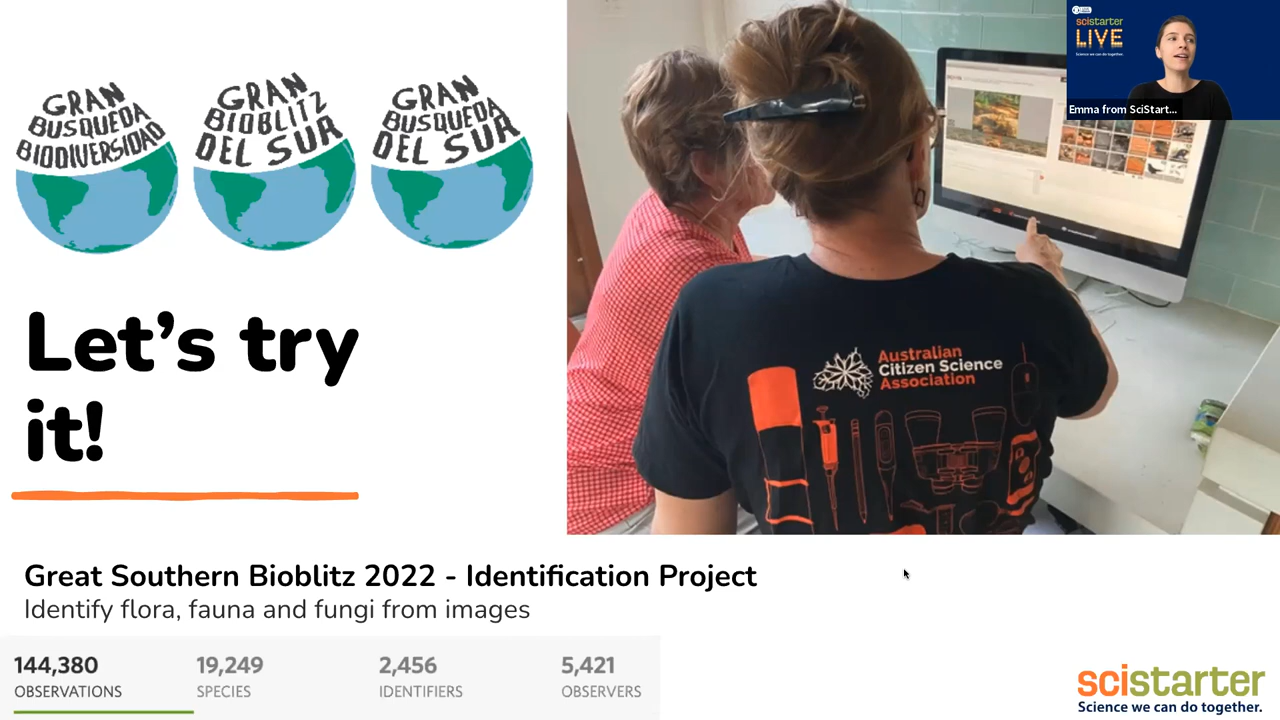 GRAN
BUSQUEDA
BIODIVERSIDAD
GRAN
BIOBLITZ
DEL SUR
GRAN
BUSQUEDA
DEL SUR
scistarter
LIVE
Science we can do together.
Emma from SciStart...
Australian
Citizen Science
Association
Let's try
it!
Great Southern Bioblitz 2022 - Identification Project
Identify flora, fauna and fungi from images
144,380 19,249 2,456 5,421
OBSERVATIONS SPECIES IDENTIFIERS OBSERVERS
scistarter
Science we can do together.